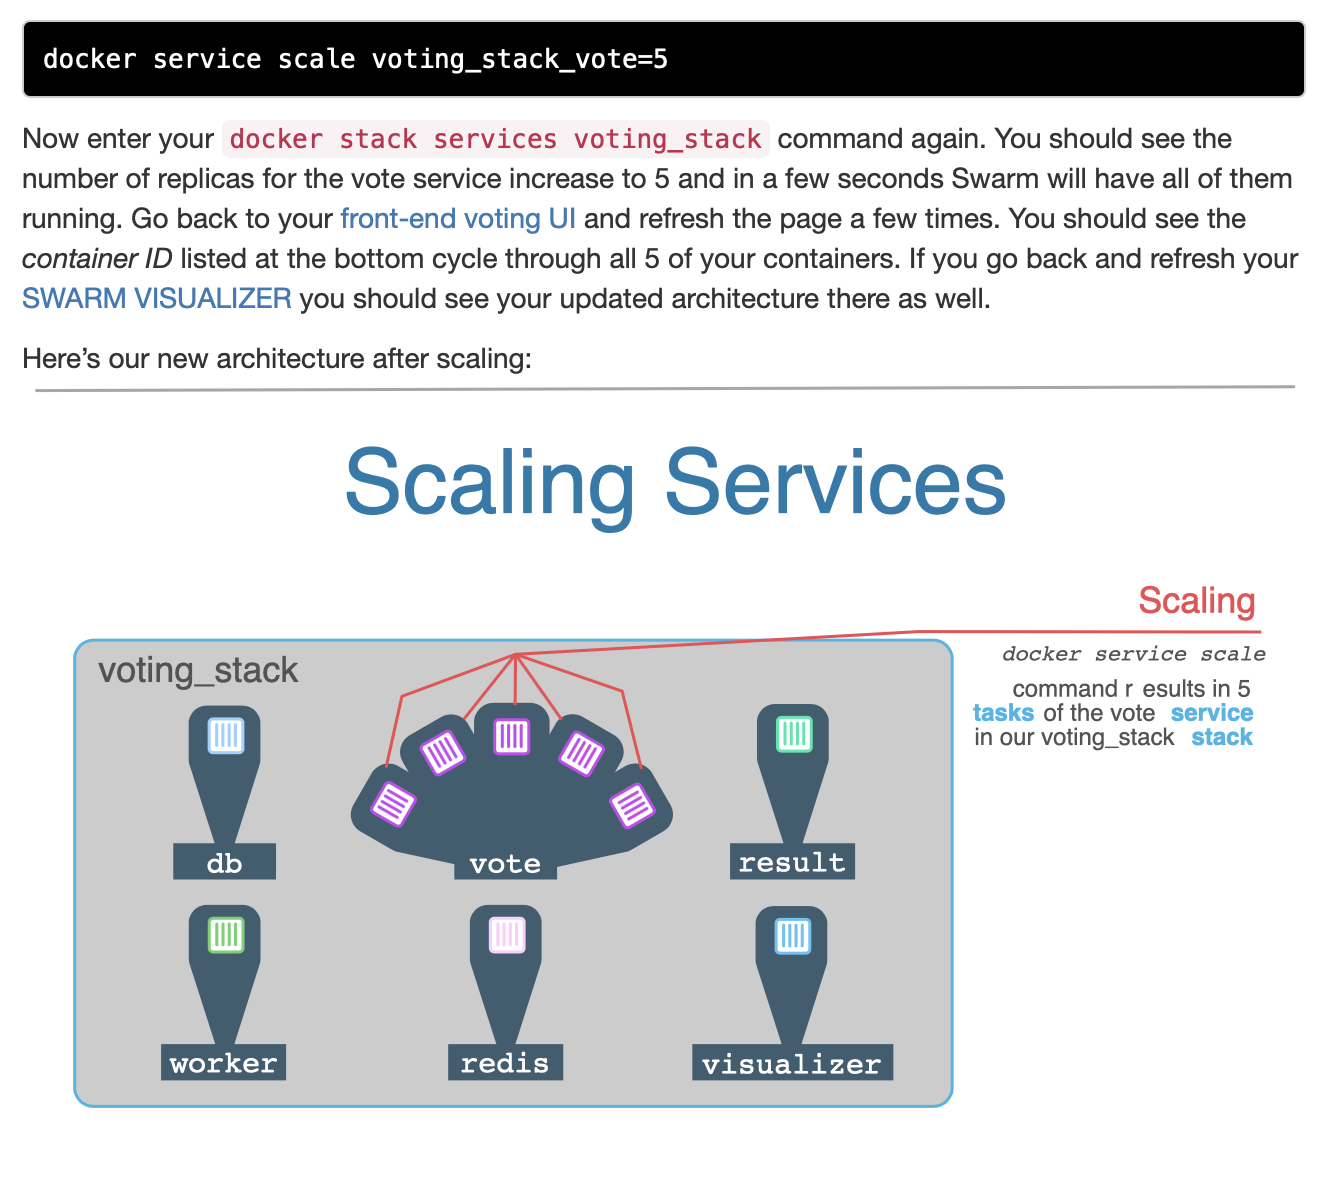 docker service scale voting_stack_vote=5
Now enter your docker stack services voting_stack command again. You should see the
number of replicas for the vote service increase to 5 and in a few seconds Swarm will have all of them
running. Go back to your front-end voting UI and refresh the page a few times. You should see the
container ID listed at the bottom cycle through all 5 of your containers. If you go back and refresh your
SWARM VISUALIZER you should see your updated architecture there as well.
Here’s our new architecture after scaling:
Scaling Services
Scaling
docker service scale
command r esults in 5
tasks of the vote service
in our voting_stack stack
voting_stack
db
vote
result
worker
redis
visualizer